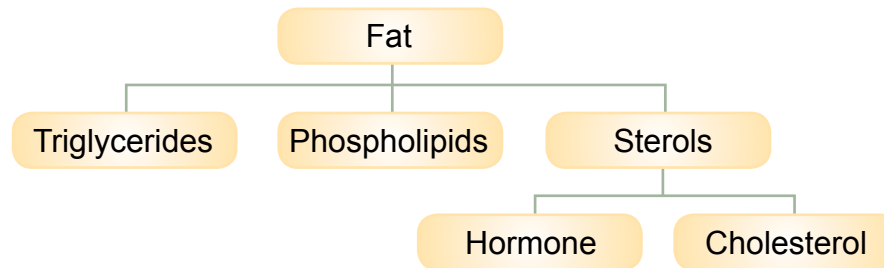 Fat
Triglycerides
Phospholipids
Sterols
Hormone
Cholesterol